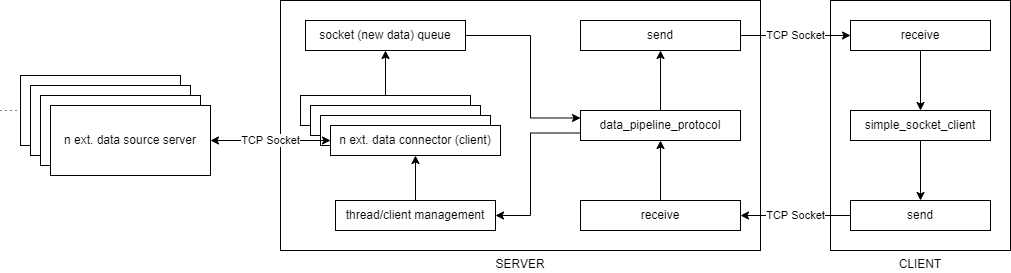 socket (new data) queue
send
TCP Socket
receive
n ext. data source server
TCP Socket
n ext. data connector (client)
data_pipeline_protocol
simple_socket_client
thread/client management
receive
TCP Socket
send
SERVER
CLIENT